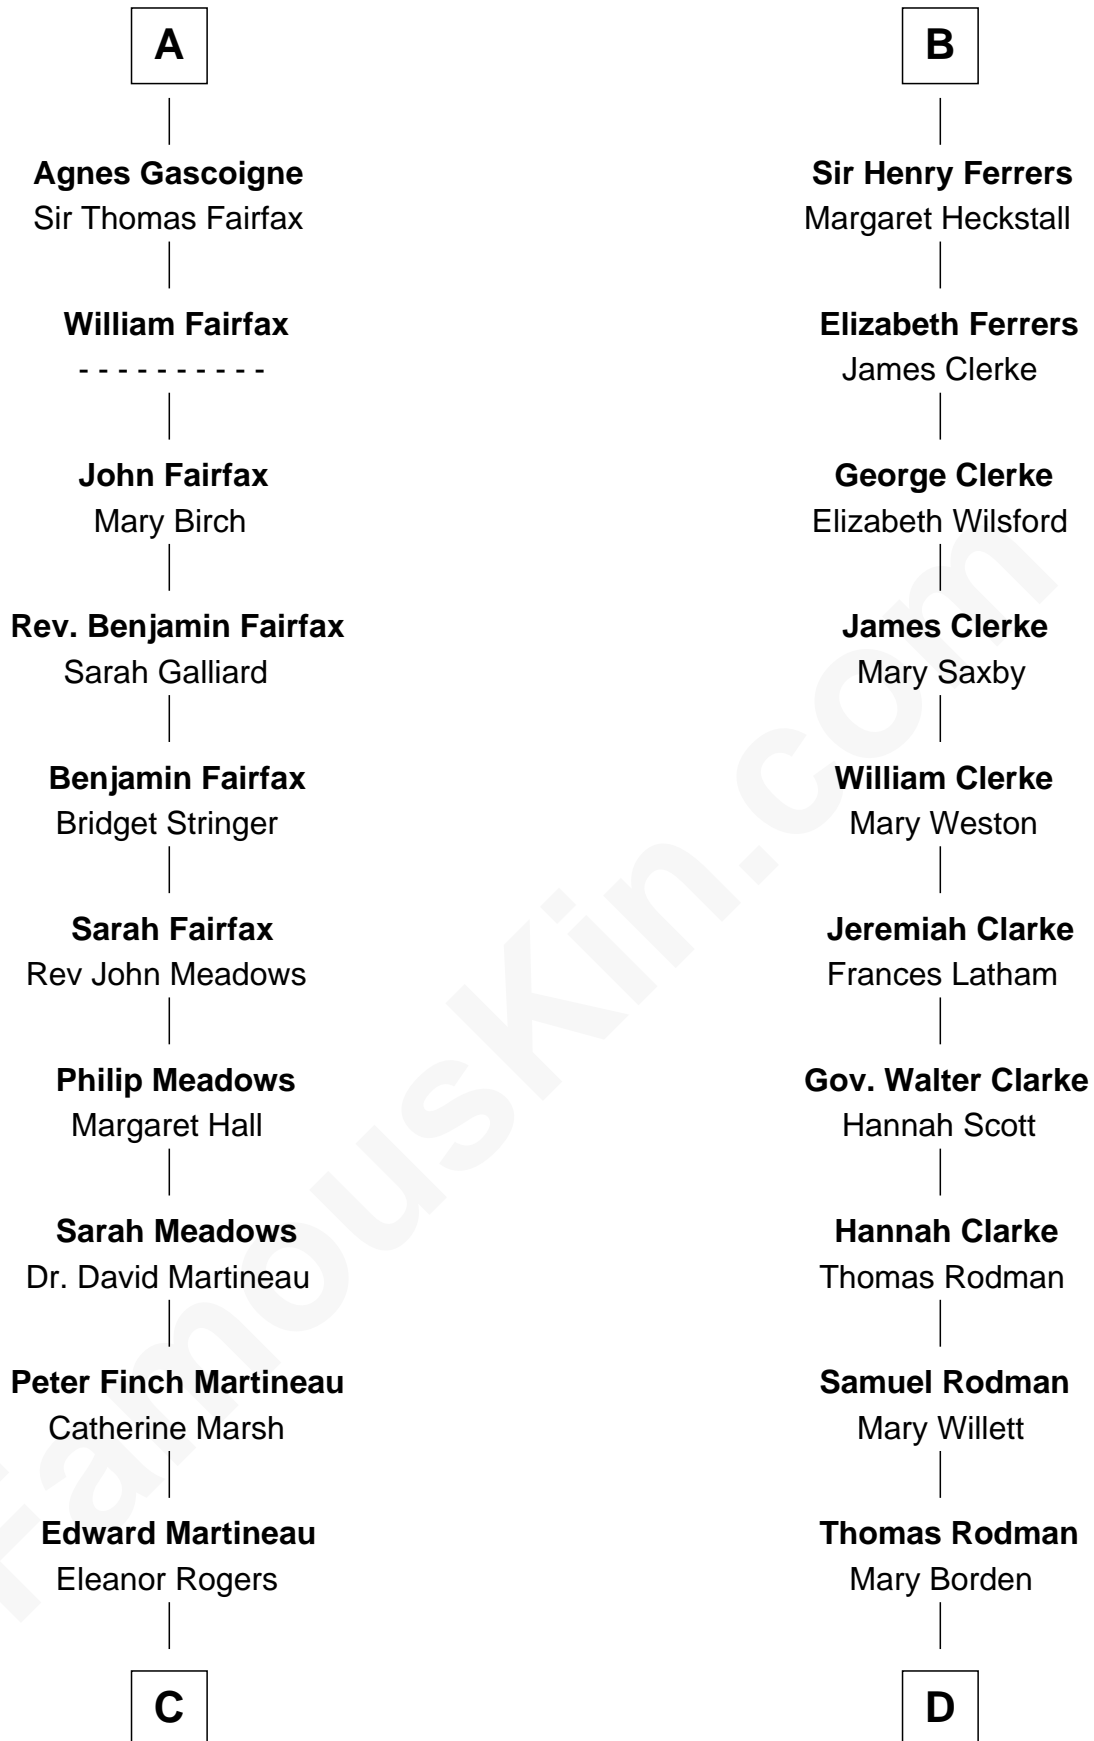 A
Agnes Gascoigne
Sir Thomas Fairfax
William Fairfax
- - - - - - - - - -
John Fairfax
Mary Birch
Rev. Benjamin Fairfax
Sarah Galliard
Benjamin Fairfax
Bridget Stringer
Sarah Fairfax
Rev John Meadows
Philip Meadows
Margaret Hall
Sarah Meadows
Dr. David Martineau
Peter Finch Martineau
Catherine Marsh
Edward Martineau
Eleanor Rogers
C
B
Sir Henry Ferrers
Margaret Heckstall
Elizabeth Ferrers
James Clerke
George Clerke
Elizabeth Wilsford
James Clerke
Mary Saxby
William Clerke
Mary Weston
Jeremiah Clarke
Frances Latham
Gov. Walter Clarke
Hannah Scott
Hannah Clarke
Thomas Rodman
Samuel Rodman
Mary Willett
Thomas Rodman
Mary Borden
D
FamousKin.com